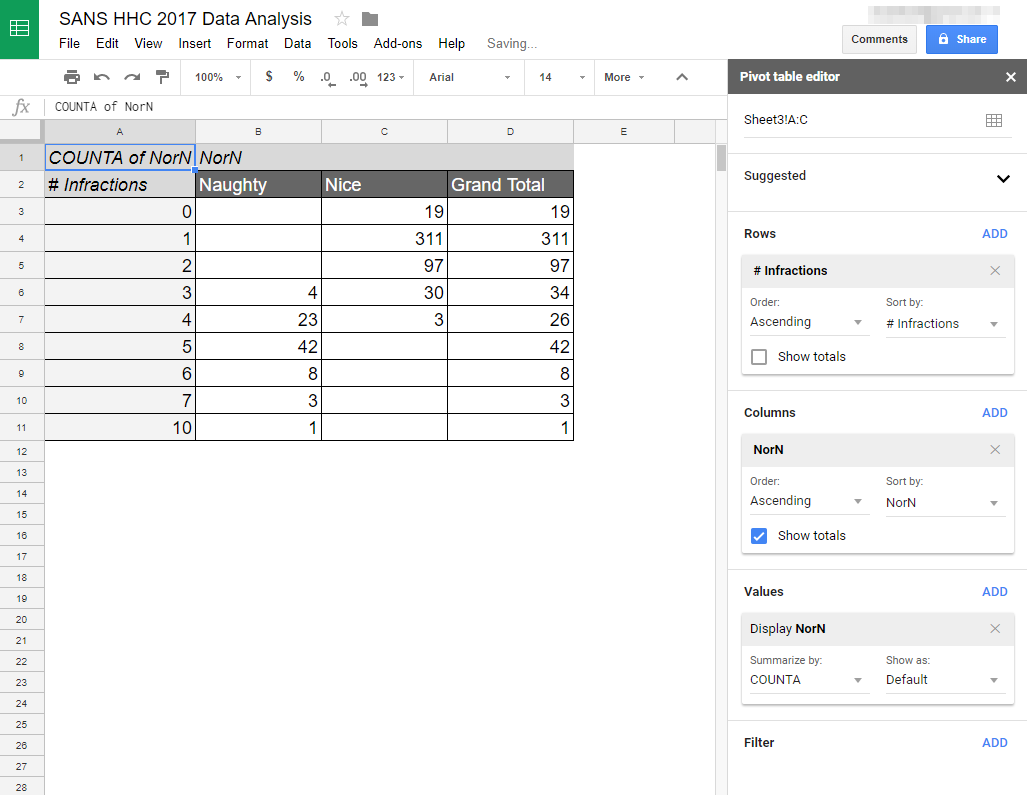 SANS HHC 2017 Data Analysis
File Edit View Insert Format Data Tools Add-ons Help Saving...
Comments Share
100% $ % .0 .00 123 Arial 14 More
fx COUNTA of NorN
A B C D E
1 COUNTA of NorN NorN
2 # Infractions Naughty Nice Grand Total
3 0 19 19
4 1 311 311
5 2 97 97
6 3 4 30 34
7 4 23 3 26
8 5 42 42
9 6 8 8
10 7 3 3
11 10 1 1
12
13
14
15
16
17
18
19
20
21
22
23
24
25
26
27
28
Pivot table editor
Sheet3!A:C
Suggested
Rows ADD
# Infractions
Order: Sort by:
Ascending # Infractions
Show totals
Columns ADD
NorN
Order: Sort by:
Ascending NorN
Show totals
Values ADD
Display NorN
Summarize by: Show as:
COUNTA Default
Filter ADD